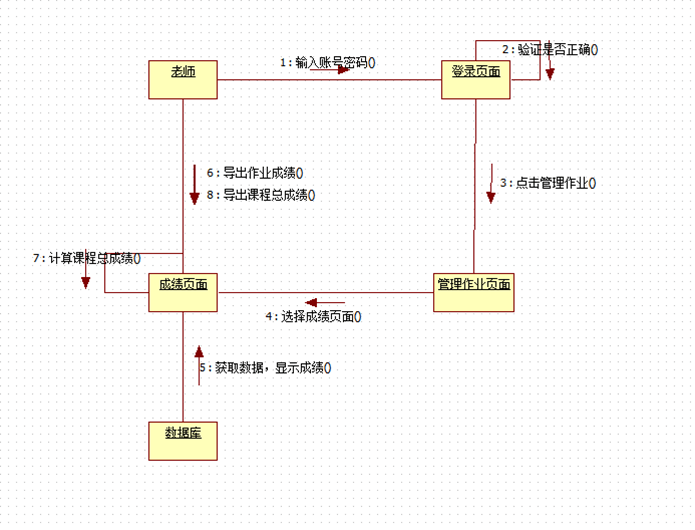 1 : 输入账号密码()
2 : 验证是否正确()
老师
登录页面
6 : 导出作业成绩()
8 : 导出课程总成绩()
3 : 点击管理作业()
7 : 计算课程总成绩()
成绩页面
管理作业页面
4 : 选择成绩页面()
5 : 获取数据，显示成绩()
数据库